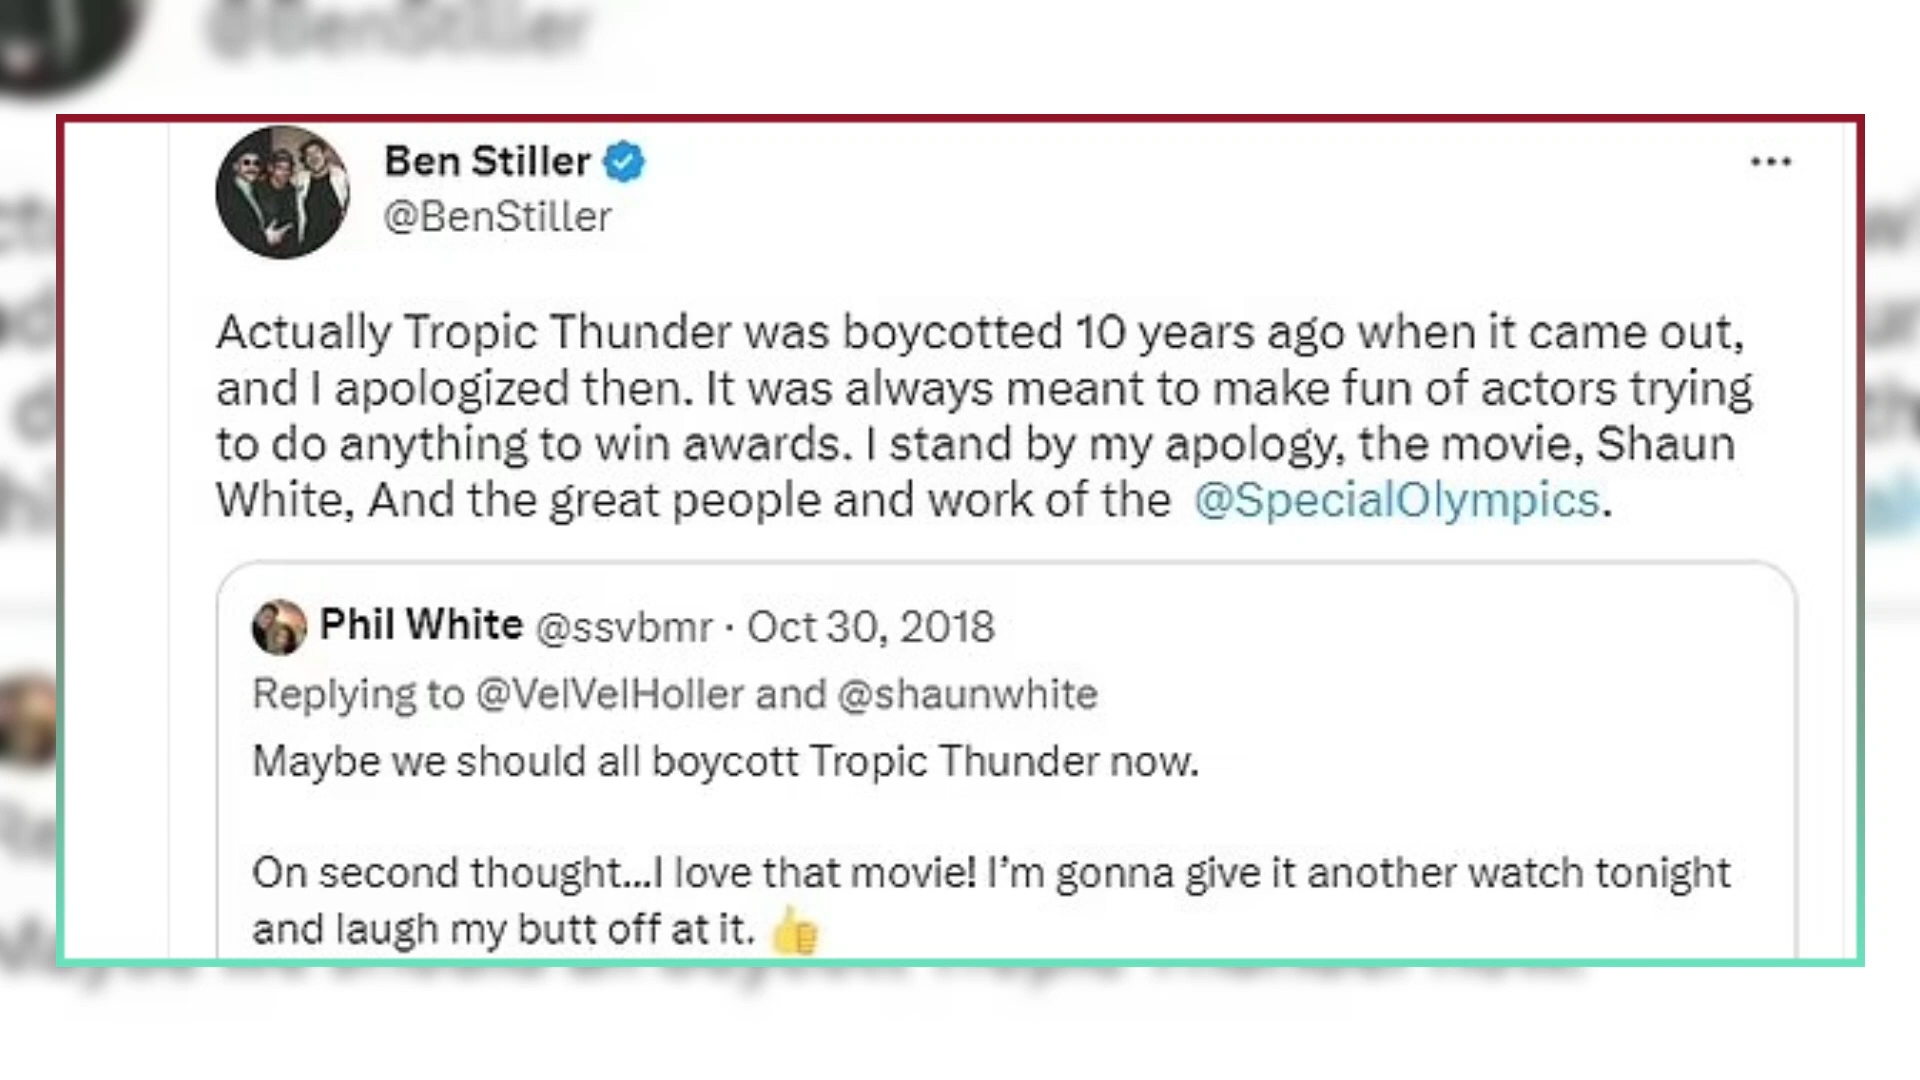 @BenStiller
Ben Stiller
@BenStiller
Actually Tropic Thunder was boycotted 10 years ago when it came out,
and I apologized then. It was always meant to make fun of actors trying
to do anything to win awards. I stand by my apology, the movie, Shaun
White, And the great people and work of the @SpecialOlympics.
Phil White @ssvbmr · Oct 30, 2018
Replying to @VelVelHoller and @shaunwhite
Maybe we should all boycott Tropic Thunder now.
On second thought...I love that movie! I'm gonna give it another watch tonight
and laugh my butt off at it. 👍